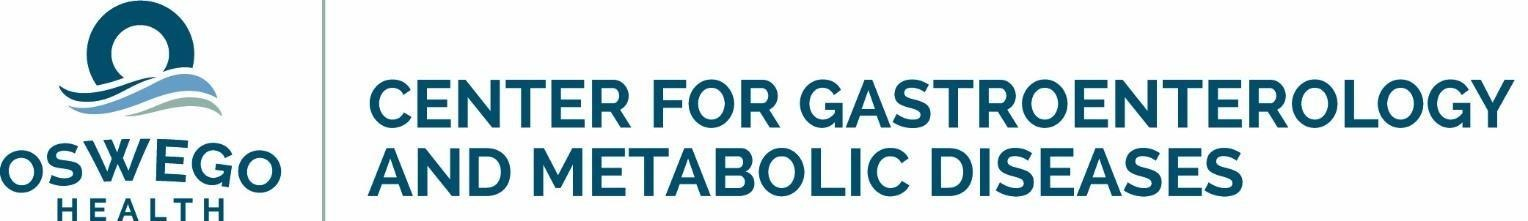 OSWEGO
HEALTH
CENTER FOR GASTROENTEROLOGY
AND METABOLIC DISEASES